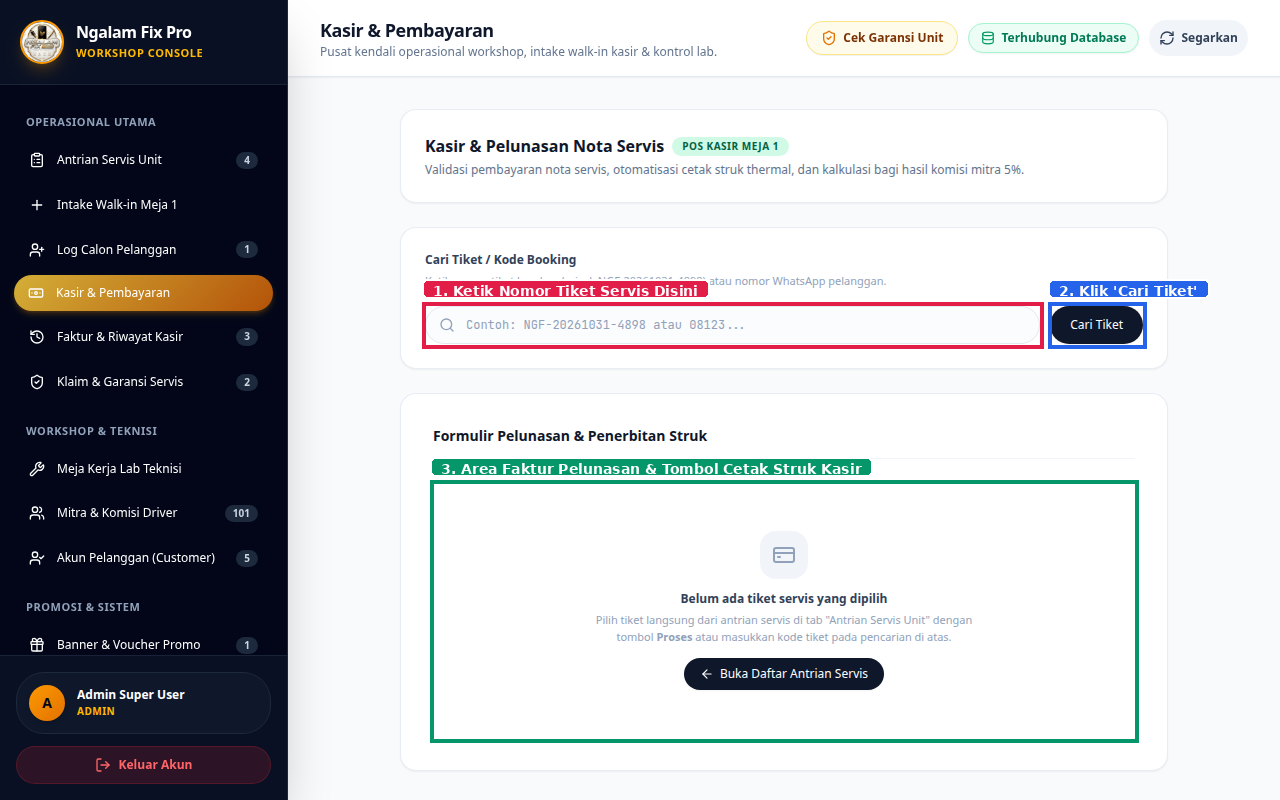 Ngalam Fix Pro
WORKSHOP CONSOLE
OPERASIONAL UTAMA
Antrian Servis Unit 4
Intake Walk-in Meja 1
Log Calon Pelanggan 1
Kasir & Pembayaran
Faktur & Riwayat Kasir 3
Klaim & Garansi Servis 2
WORKSHOP & TEKNISI
Meja Kerja Lab Teknisi
Mitra & Komisi Driver 101
Akun Pelanggan (Customer) 5
PROMOSI & SISTEM
Banner & Voucher Promo 1
A
Admin Super User
ADMIN
Keluar Akun
Kasir & Pembayaran
Pusat kendali operasional workshop, intake walk-in kasir & kontrol lab.
Cek Garansi Unit
Terhubung Database
Segarkan
Kasir & Pelunasan Nota Servis POS KASIR MEJA 1
Validasi pembayaran nota servis, otomatisasi cetak struk thermal, dan kalkulasi bagi hasil komisi mitra 5%.
Cari Tiket / Kode Booking
atau nomor WhatsApp pelanggan.
1. Ketik Nomor Tiket Servis Disini
2. Klik 'Cari Tiket'
Contoh: NGF-20261031-4898 atau 08123...
Cari Tiket
Formulir Pelunasan & Penerbitan Struk
3. Area Faktur Pelunasan & Tombol Cetak Struk Kasir
Belum ada tiket servis yang dipilih
Pilih tiket langsung dari antrian servis di tab "Antrian Servis Unit" dengan
tombol Proses atau masukkan kode tiket pada pencarian di atas.
Buka Daftar Antrian Servis